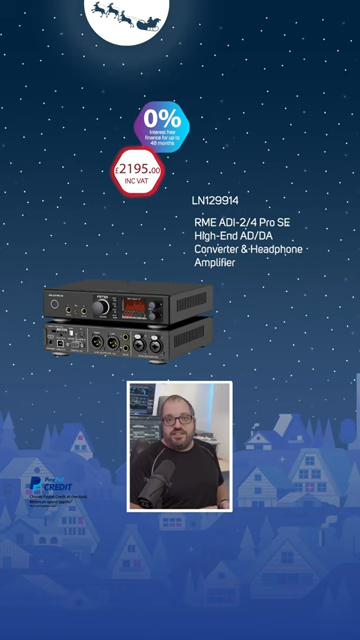 0%
Interest free
finance for up to
48 months
£2195.00
INC VAT
LN129914
RME ADI-2/4 Pro SE
High-End AD/DA
Converter & Headphone
Amplifier
CREDIT